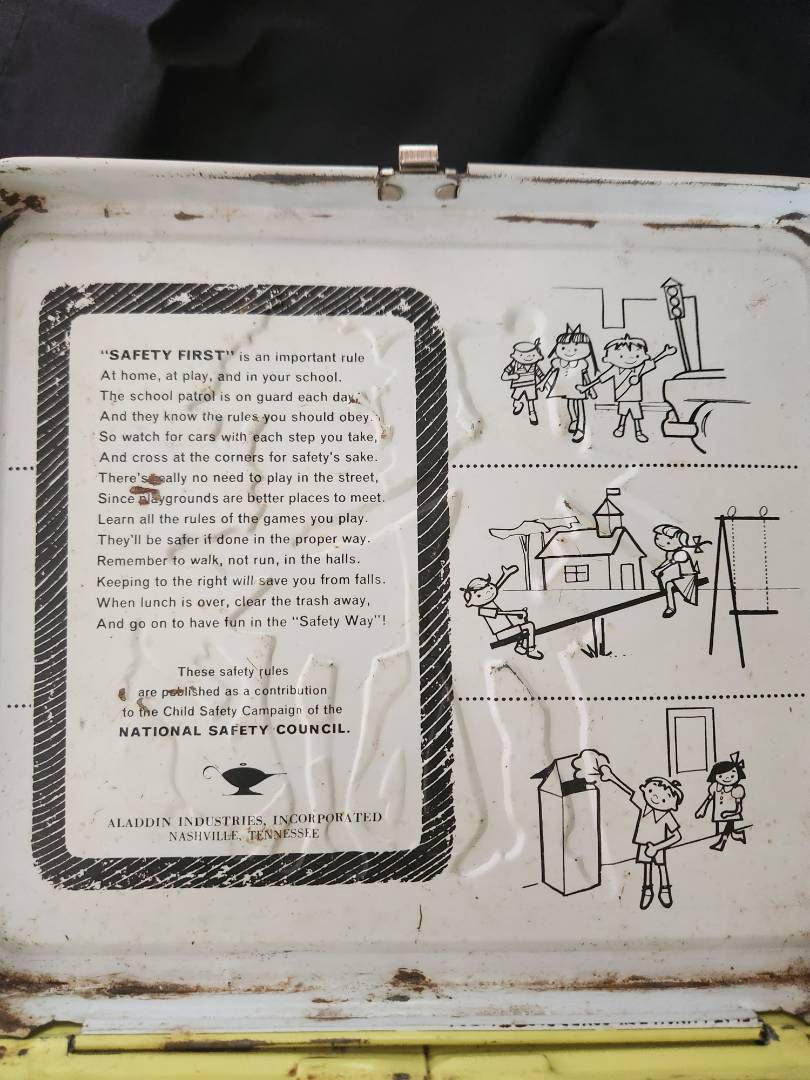 "SAFETY FIRST" is an important rule
At home, at play, and in your school.
The school patrol is on guard each day,
And they know the rules you should obey.
So watch for cars with each step you take,
And cross at the corners for safety's sake.
There's really no need to play in the street,
Since playgrounds are better places to meet.
Learn all the rules of the games you play.
They'll be safer if done in the proper way.
Remember to walk, not run, in the halls.
Keeping to the right will save you from falls.
When lunch is over, clear the trash away,
And go on to have fun in the "Safety Way"!
These safety rules
are published as a contribution
to the Child Safety Campaign of the
NATIONAL SAFETY COUNCIL.
ALADDIN INDUSTRIES, INCORPORATED
NASHVILLE, TENNESSEE